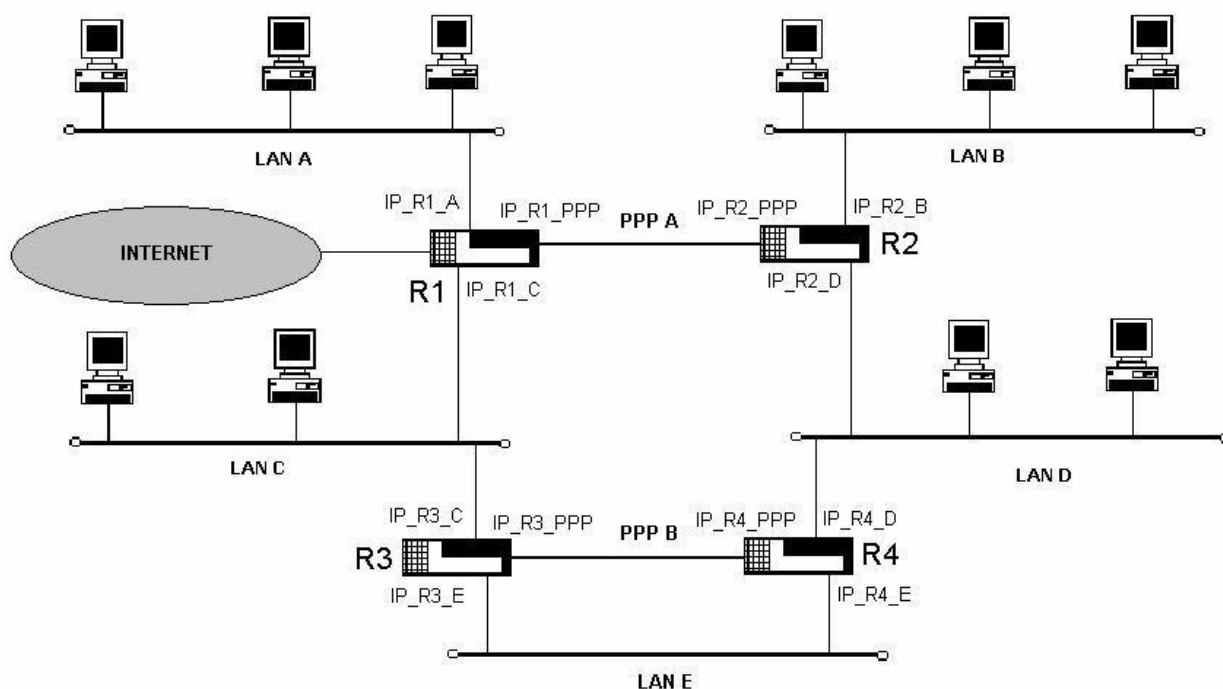 LAN A
LAN B
IP_R1_A
IP_R1_PPP
PPP A
IP_R2_PPP
IP_R2_B
INTERNET
R1
IP_R1_C
IP_R2_D
R2
LAN C
LAN D
IP_R3_C
IP_R3_PPP
PPP B
IP_R4_PPP
IP_R4_D
R3
R4
IP_R3_E
IP_R4_E
LAN E